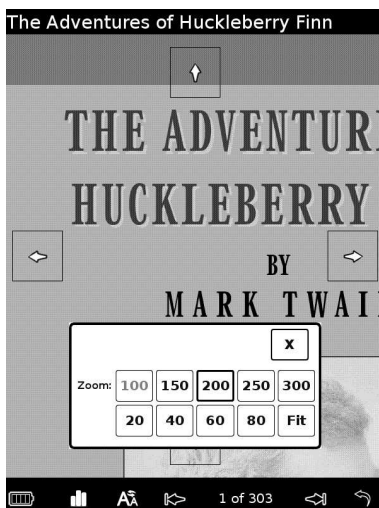 The Adventures of Huckleberry Finn
THE ADVENTUR
HUCKLEBERRY
BY
MARK TWAI
X
Zoom: 100 150 200 250 300
20 40 60 80 Fit
AÄ 1 of 303